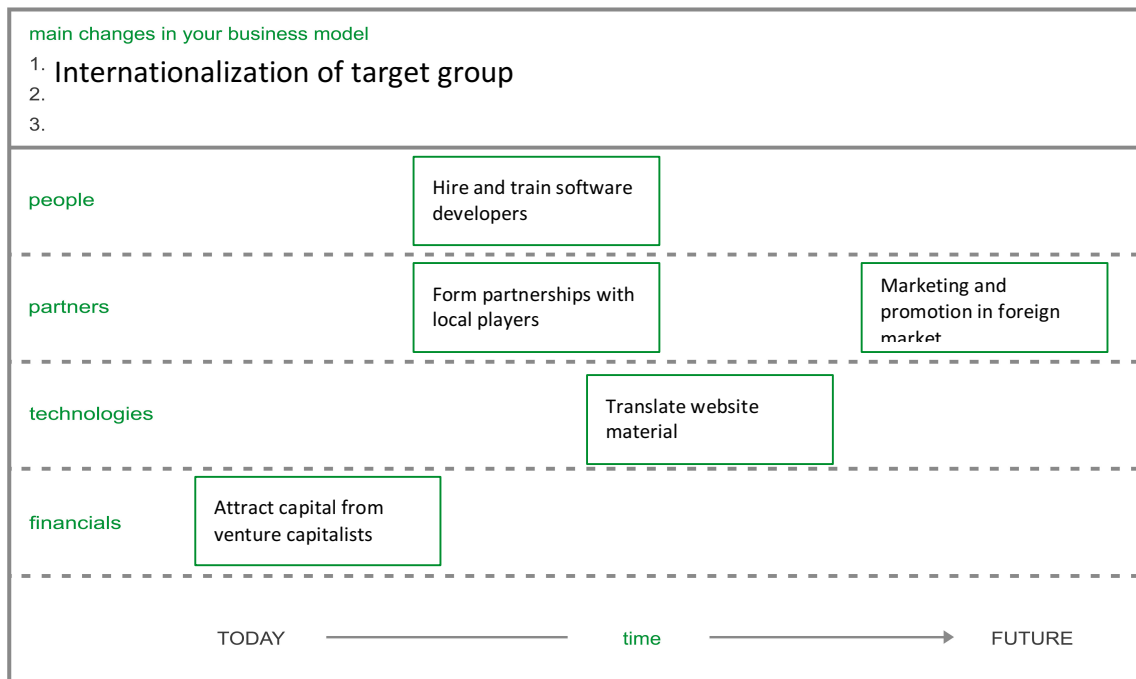 main changes in your business model
1. Internationalization of target group
2.
3.
people
Hire and train software
developers
partners
Form partnerships with
local players
Marketing and
promotion in foreign
market
technologies
Translate website
material
financials
Attract capital from
venture capitalists
TODAY time FUTURE